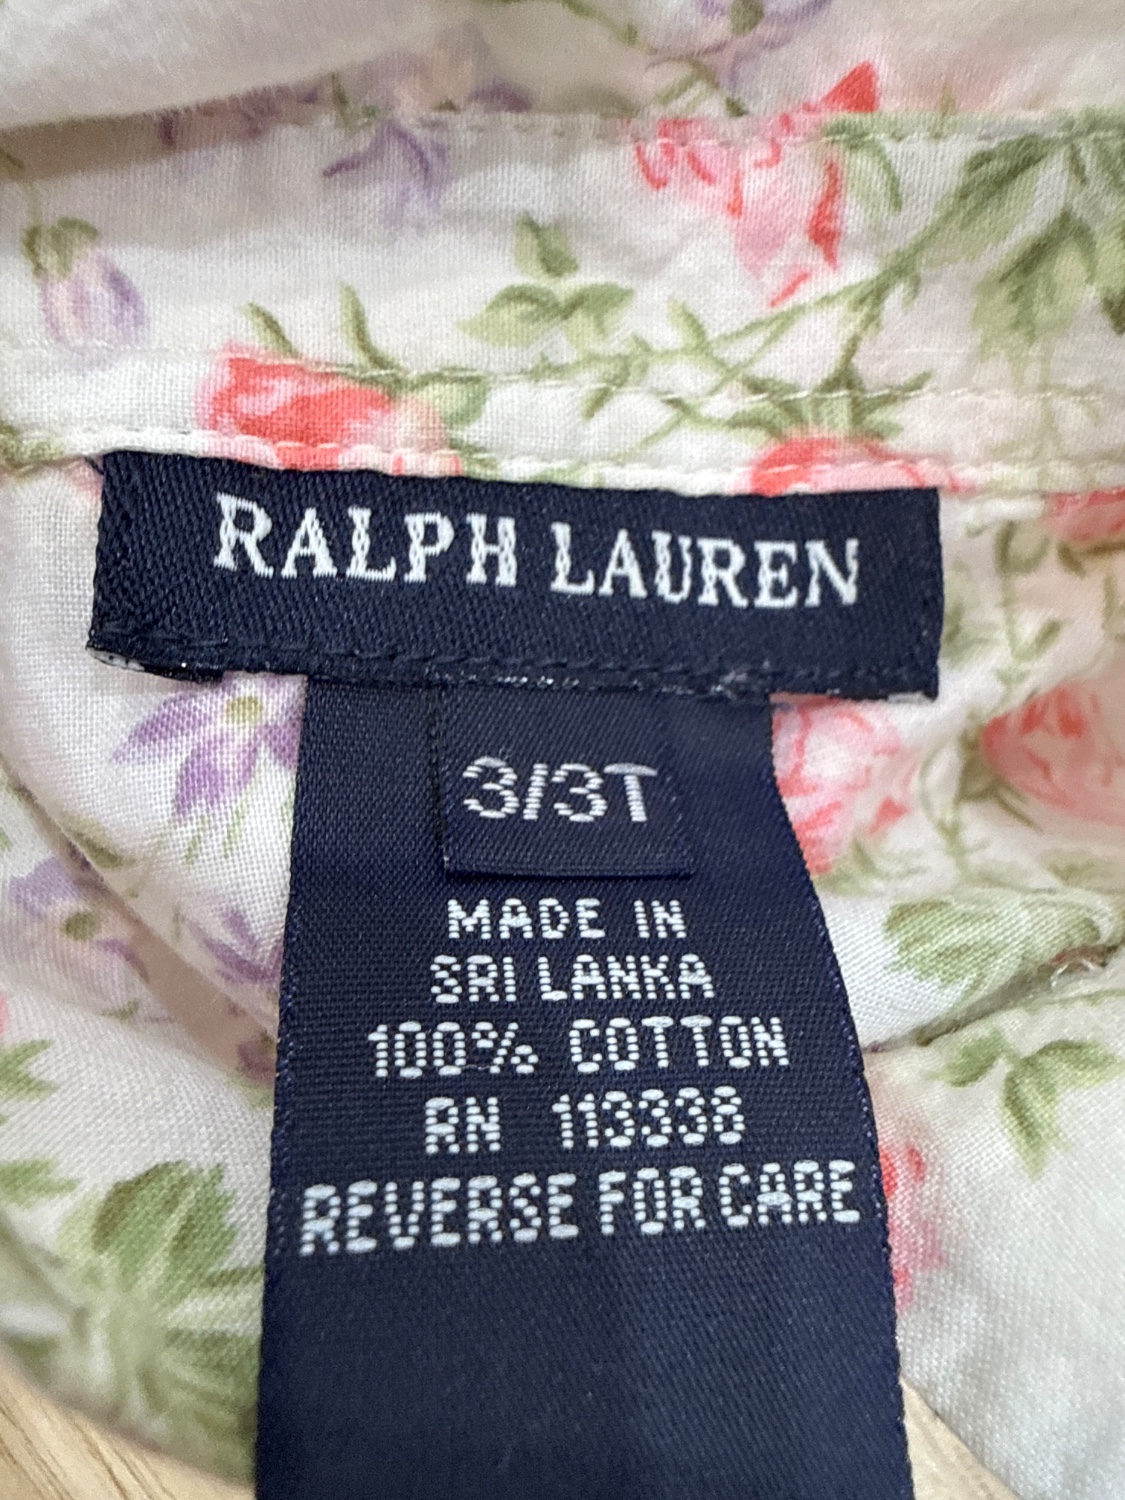 RALPH LAUREN
3/3T
MADE IN
SRI LANKA
100% COTTON
RN 113338
REVERSE FOR CARE